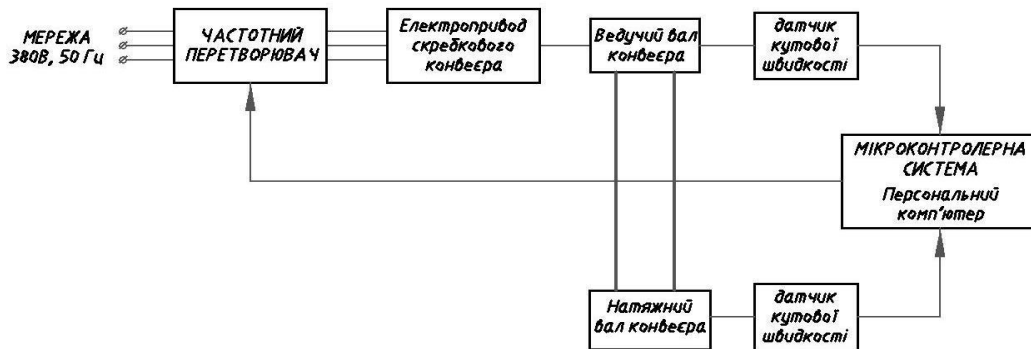 МЕРЕЖА
380В, 50 Гц
ЧАСТОТНИЙ
ПЕРЕТВОРЮВАЧ
Електропривод
скребкового
конвеєра
Ведучий вал
конвеєра
датчик
кутової
швидкості
МІКРОКОНТРОЛЕРНА
СИСТЕМА
Персональний
комп'ютер
Натяжний
вал конвеєра
датчик
кутової
швидкості